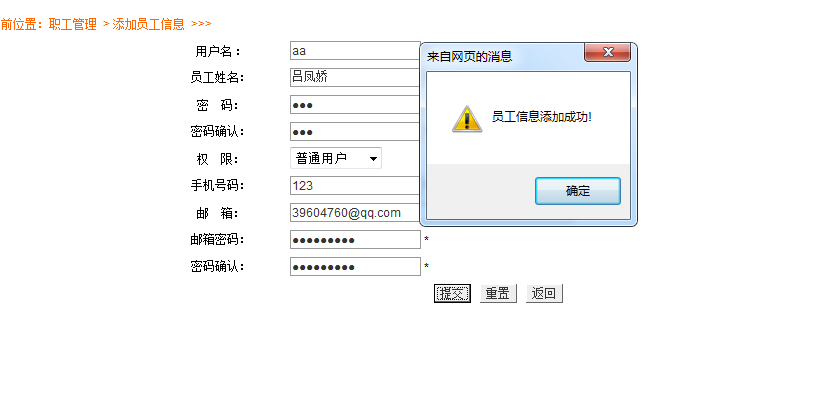 前位置：职工管理 > 添加员工信息 >>>
用户名： aa
员工姓名： 吕凤娇
密 码： ●●●
密码确认： ●●●
权 限： 普通用户
手机号码： 123
邮 箱： 39604760@qq.com
邮箱密码： ●●●●●●●●● *
密码确认： ●●●●●●●●● *
提交 重置 返回
来自网页的消息
员工信息添加成功!
确定